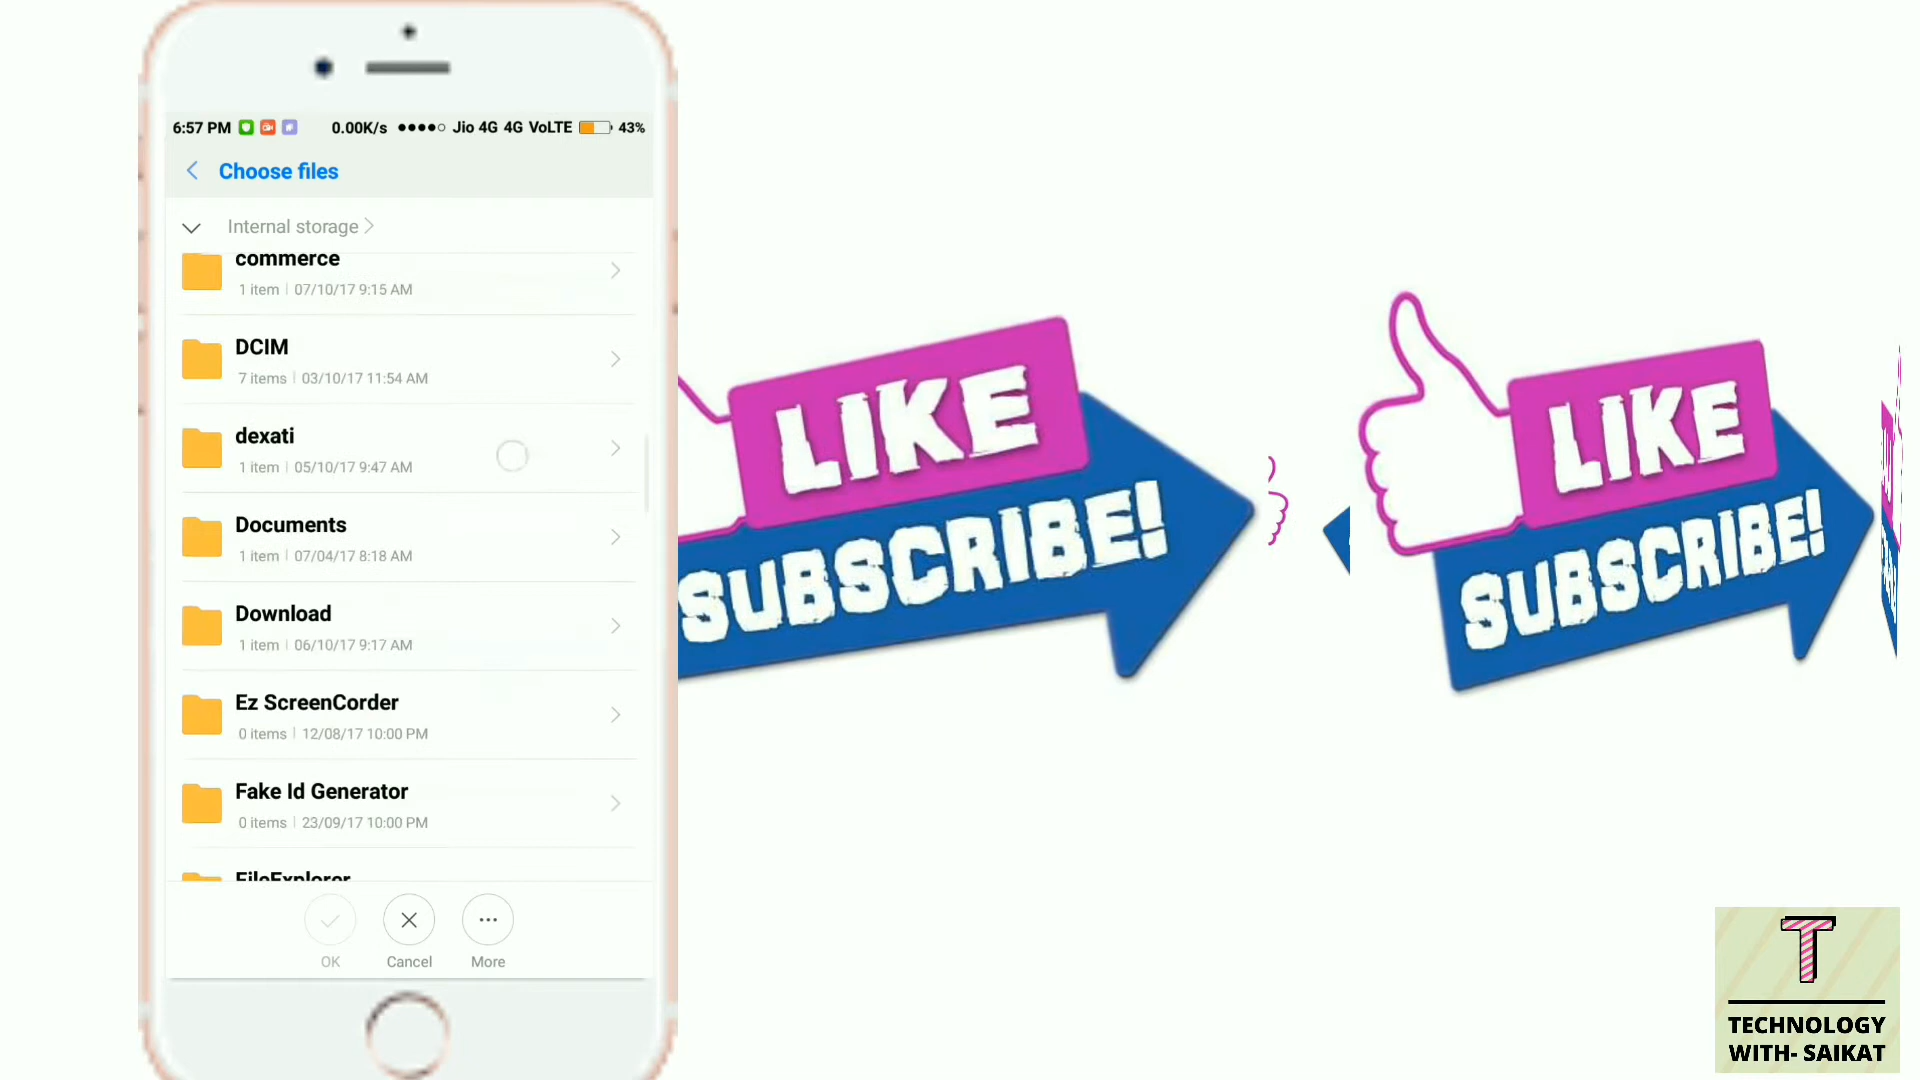 6:57 PM 0.00K/s Jio 4G 4G VoLTE 43%
Choose files
Internal storage
commerce
1 item | 07/10/17 9:15 AM
DCIM
7 items | 03/10/17 11:54 AM
dexati
1 item | 05/10/17 9:47 AM
Documents
1 item | 07/04/17 8:18 AM
Download
1 item | 06/10/17 9:17 AM
Ez ScreenCorder
0 items | 12/08/17 10:00 PM
Fake Id Generator
0 items | 23/09/17 10:00 PM
FileExplorer
OK Cancel More
LIKE
SUBSCRIBE!
LIKE
SUBSCRIBE!
T
TECHNOLOGY
WITH- SAIKAT